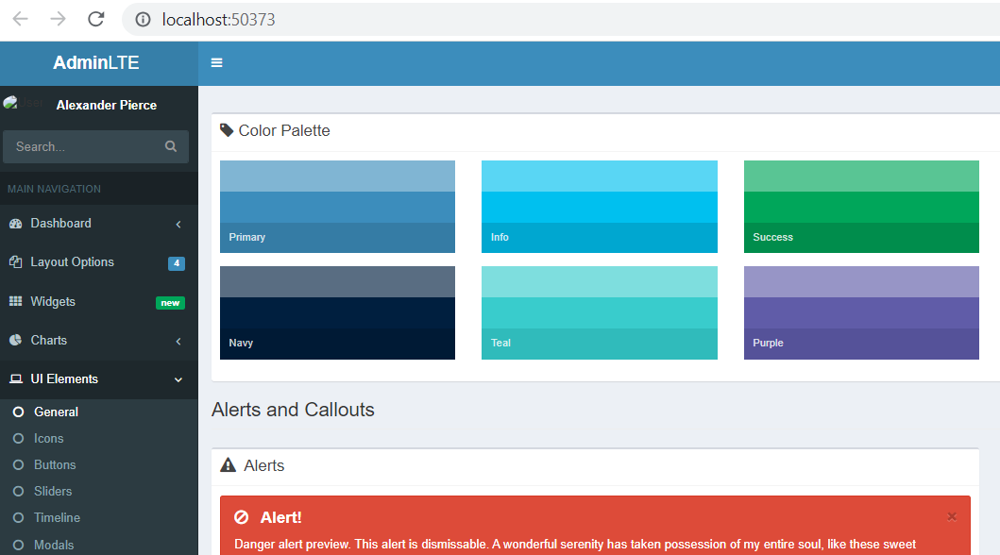 localhost:50373
AdminLTE
Alexander Pierce
Search...
MAIN NAVIGATION
Dashboard
Layout Options 4
Widgets new
Charts
UI Elements
General
Icons
Buttons
Sliders
Timeline
Modals
Color Palette
Primary
Info
Success
Navy
Teal
Purple
Alerts and Callouts
Alerts
Alert! ×
Danger alert preview. This alert is dismissable. A wonderful serenity has taken possession of my entire soul, like these sweet